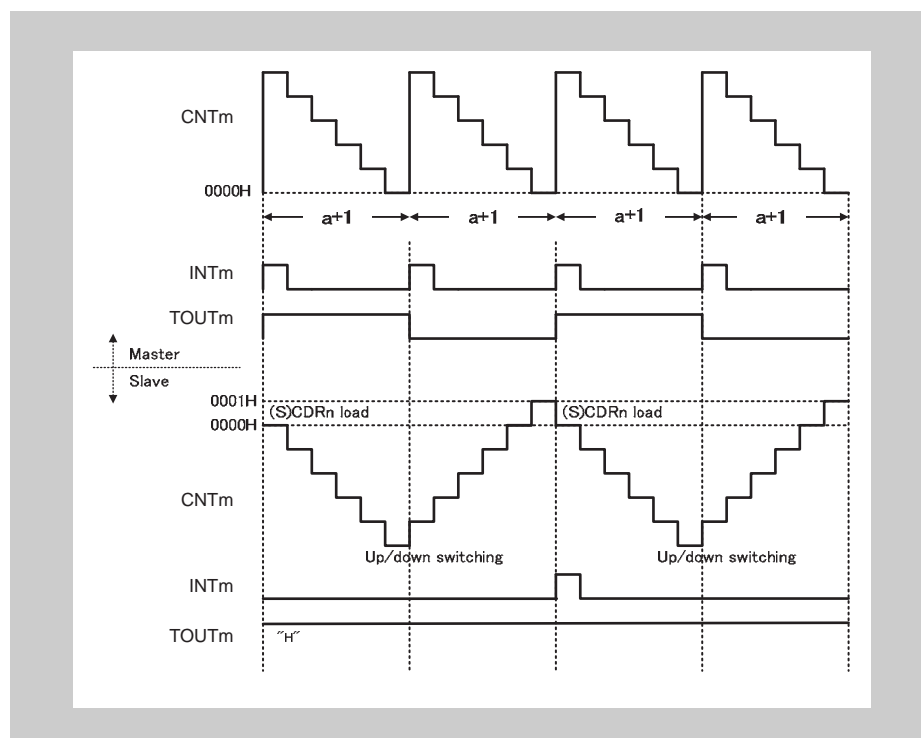 CNTm
0000H
a+1 a+1 a+1 a+1
INTm
TOUTm
Master
Slave
0001H
(S)CDRn load (S)CDRn load
0000H
CNTm
Up/down switching Up/down switching
INTm
TOUTm
"H"